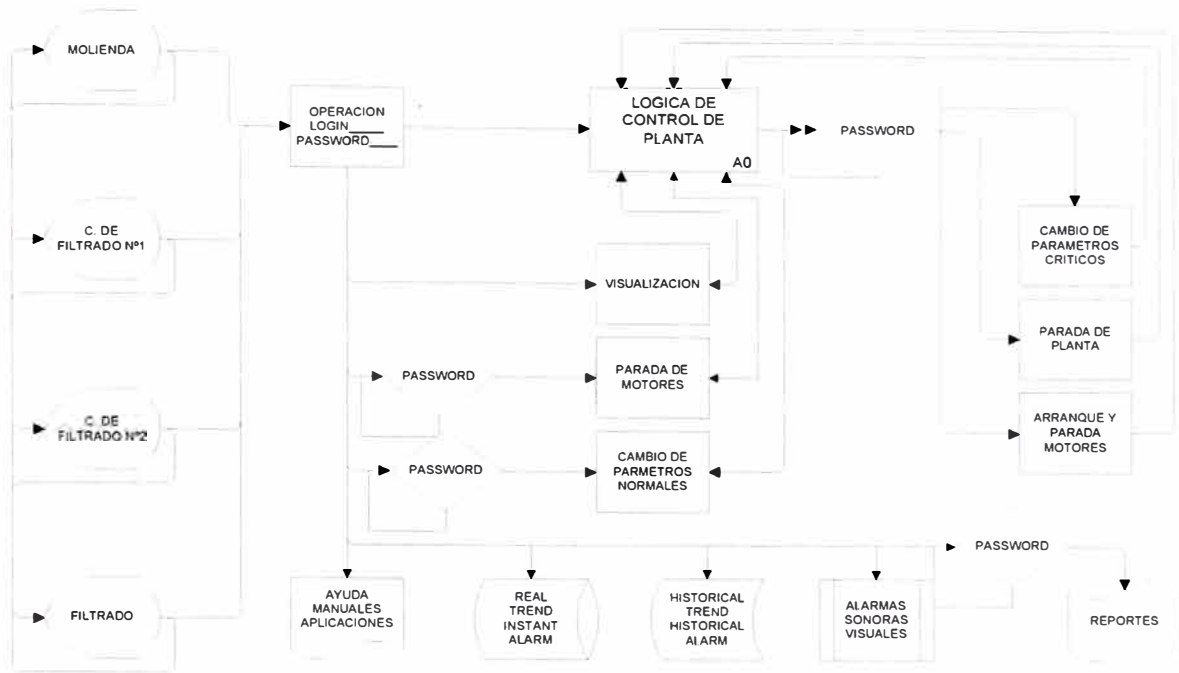 MOLIENDA
OPERACION
LOGIN____
PASSWORD___
LOGICA DE
CONTROL DE
PLANTA
A0
PASSWORD
C. DE
FILTRADO Nº1
CAMBIO DE
PARAMETROS
CRITICOS
VISUALIZACION
PARADA DE
PLANTA
PASSWORD
PARADA DE
MOTORES
C. DE
FILTRADO Nº2
ARRANQUE Y
PARADA
MOTORES
PASSWORD
CAMBIO DE
PARMETROS
NORMALES
PASSWORD
FILTRADO
AYUDA
MANUALES
APLICACIONES
REAL
TREND
INSTANT
ALARM
HISTORICAL
TREND
HISTORICAL
ALARM
ALARMAS
SONORAS
VISUALES
REPORTES